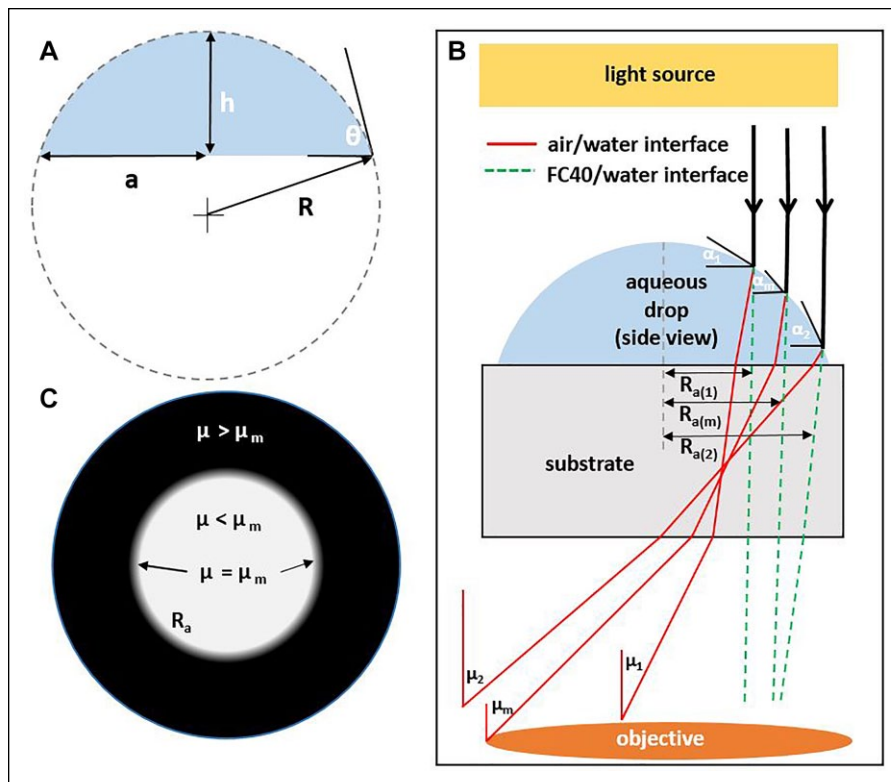 A
h
θ
a
R
B
light source
air/water interface
FC40/water interface
α₁
αₘ
α₂
aqueous
drop
(side view)
Rₐ₍₁₎
Rₐ₍ₘ₎
Rₐ₍₂₎
substrate
μ₂
μₘ
μ₁
objective
C
μ > μₘ
μ < μₘ
μ = μₘ
Rₐ